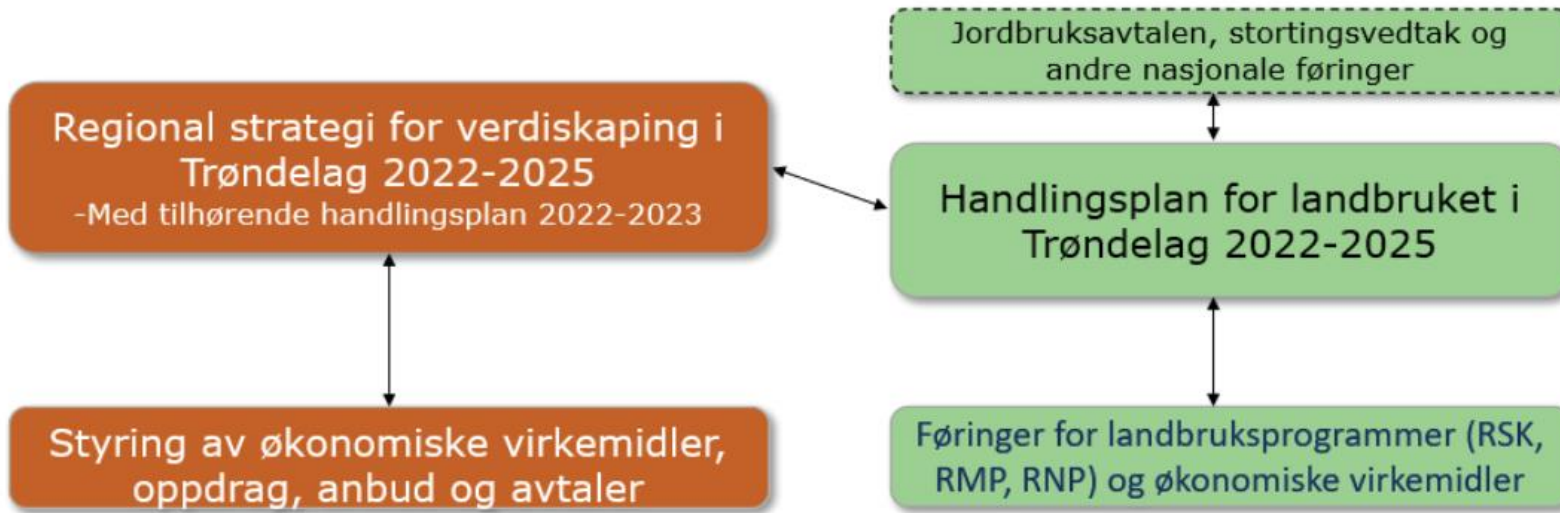 Jordbruksavtalen, stortingsvedtak og
andre nasjonale føringer
Regional strategi for verdiskaping i
Trøndelag 2022-2025
-Med tilhørende handlingsplan 2022-2023
Handlingsplan for landbruket i
Trøndelag 2022-2025
Styring av økonomiske virkemidler,
oppdrag, anbud og avtaler
Føringer for landbruksprogrammer (RSK,
RMP, RNP) og økonomiske virkemidler